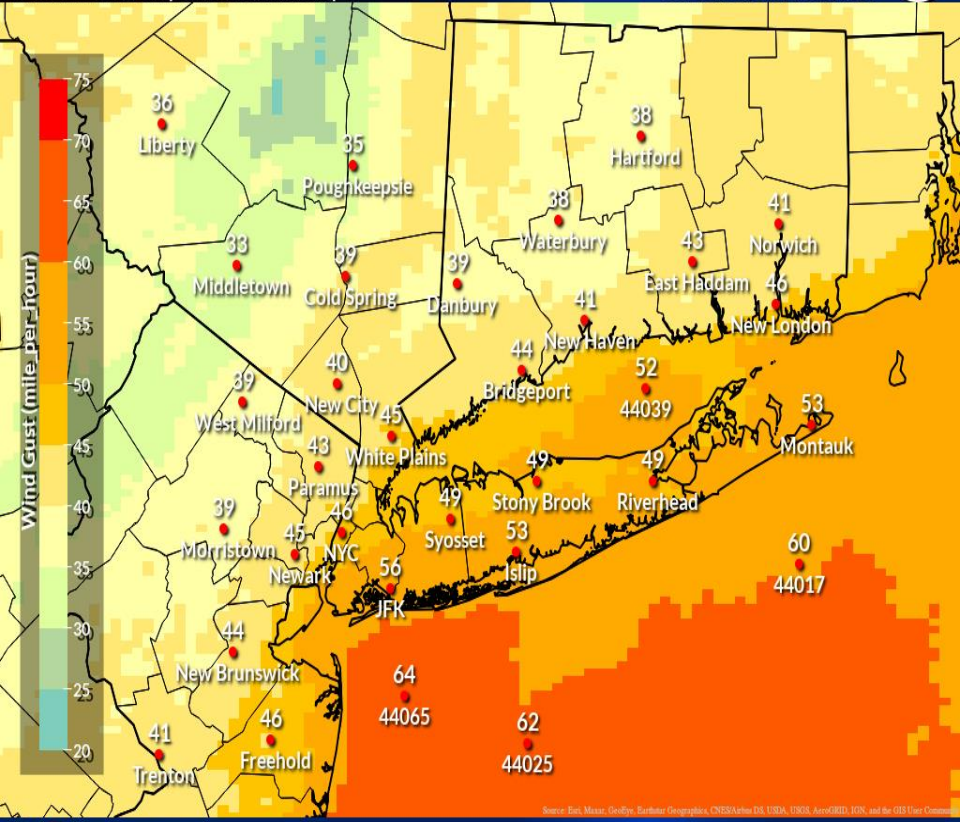 75
70
65
60
55
50
45
40
35
30
25
20
Wind Gust (mile per hour)
36
Liberty
35
Poughkeepsie
38
Hartford
33
Middletown
39
Cold Spring
39
Danbury
38
Waterbury
43
East Haddam
41
Norwich
46
New London
41
New Haven
44
Bridgeport
52
44039
53
Montauk
39
West Milford
40
New City
45
White Plains
43
Paramus
49
Stony Brook
49
Riverhead
39
Morristown
45
Newark
46
NYC
49
Syosset
53
Islip
56
JFK
60
44017
44
New Brunswick
64
44065
62
44025
41
Trenton
46
Freehold
Source: Esri, Maxar, GeoEye, Earthstar Geographics, CNES/Airbus DS, USDA, USGS, AeroGRID, IGN, and the GIS User